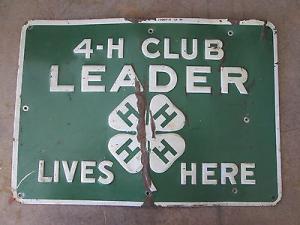 4-H CLUB
LEADER
H H
H H
LIVES HERE